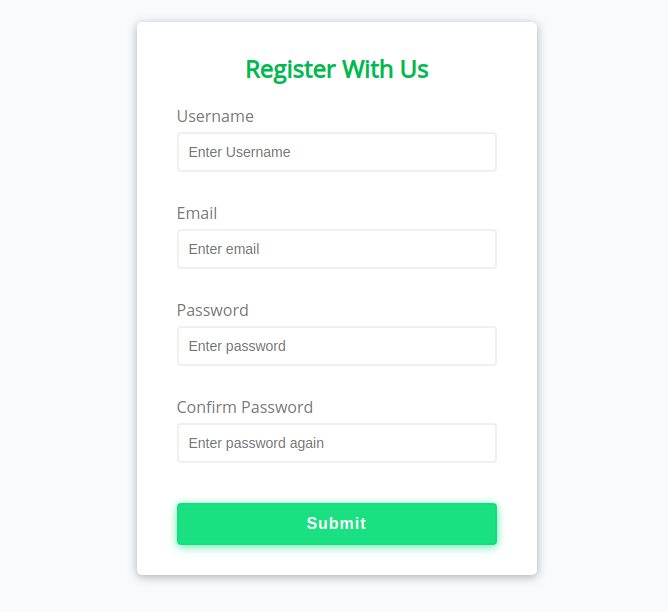 Register With Us
Username
Enter Username
Email
Enter email
Password
Enter password
Confirm Password
Enter password again
Submit